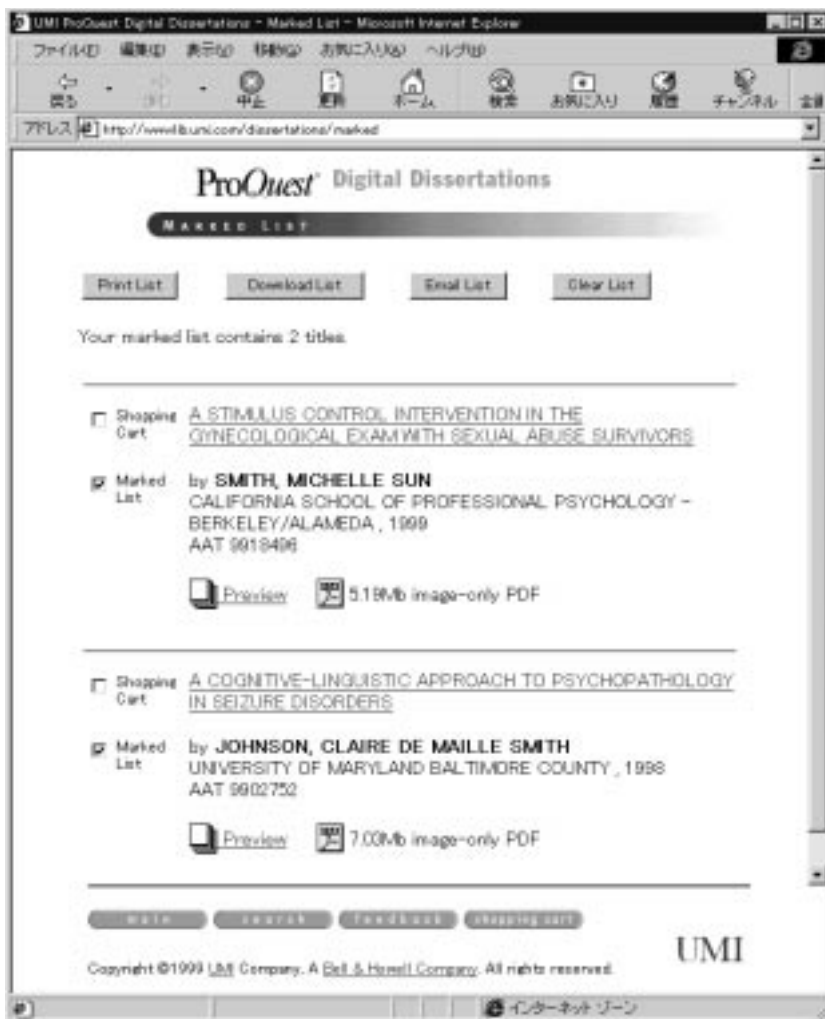 UMI ProQuest Digital Dissertations - Marked List - Microsoft Internet Explorer
ファイル(F) 編集(E) 表示(V) 移動(G) お気に入り(A) ヘルプ(H)
戻る 中止 更新 ホーム 検索 お気に入り 履歴 チャンネル 全画
アドレス http://wwwlib.umi.com/dissertations/marked
ProQuest Digital Dissertations
MARKED LIST
Print List Download List Email List Clear List
Your marked list contains 2 titles.
Shopping Cart
A STIMULUS CONTROL INTERVENTION IN THE
GYNECOLOGICAL EXAM WITH SEXUAL ABUSE SURVIVORS
Marked List
by SMITH, MICHELLE SUN
CALIFORNIA SCHOOL OF PROFESSIONAL PSYCHOLOGY -
BERKELEY/ALAMEDA , 1999
AAT 9918496
Preview 5.19Mb image-only PDF
Shopping Cart
A COGNITIVE-LINGUISTIC APPROACH TO PSYCHOPATHOLOGY
IN SEIZURE DISORDERS
Marked List
by JOHNSON, CLAIRE DE MAILLE SMITH
UNIVERSITY OF MARYLAND BALTIMORE COUNTY , 1998
AAT 9902752
Preview 7.03Mb image-only PDF
main search feedback shopping cart
UMI
Copyright ©1999 UMI Company. A Bell & Howell Company. All rights reserved.
インターネット ゾーン